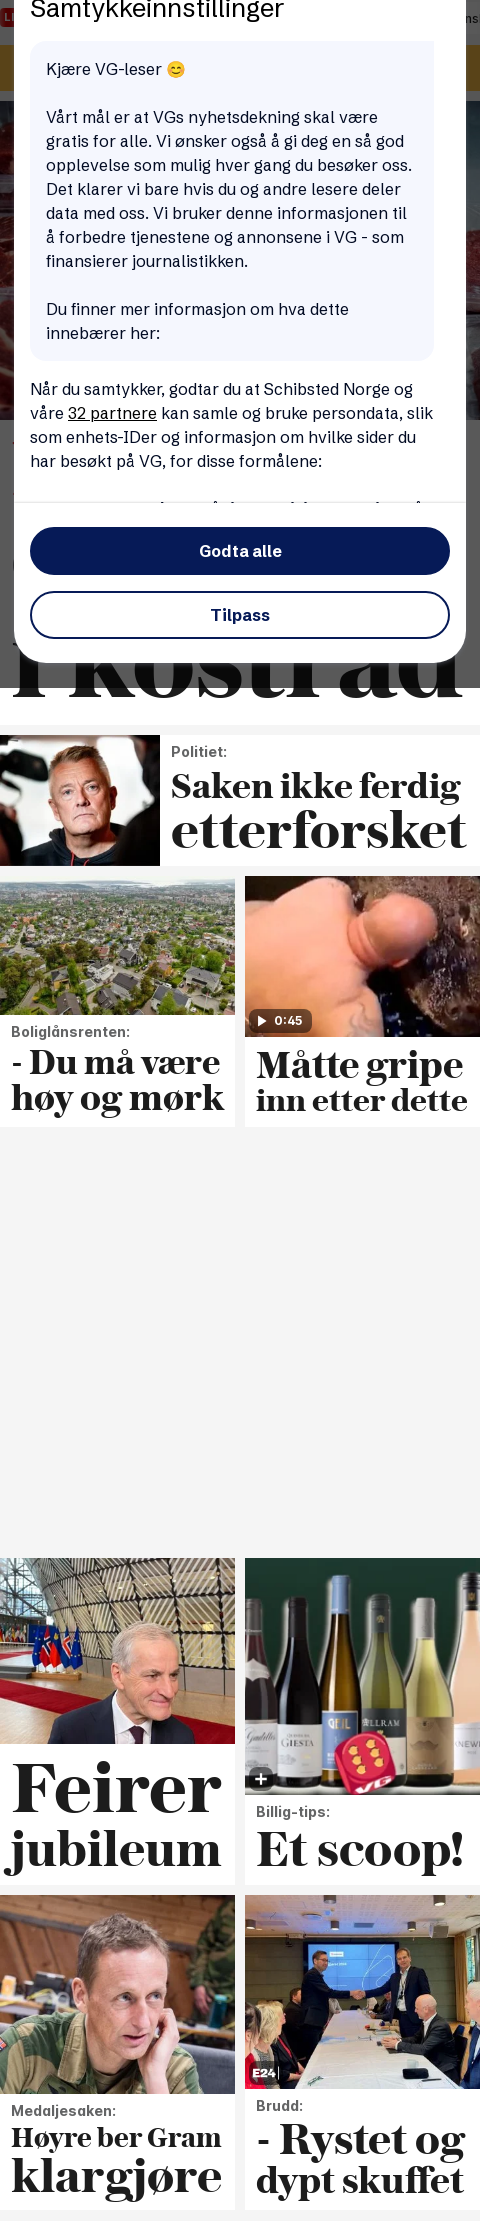 Samtykkeinnstillinger
Kjære VG-leser 😊
Vårt mål er at VGs nyhetsdekning skal være
gratis for alle. Vi ønsker også å gi deg en så god
opplevelse som mulig hver gang du besøker oss.
Det klarer vi bare hvis du og andre lesere deler
data med oss. Vi bruker denne informasjonen til
å forbedre tjenestene og annonsene i VG - som
finansierer journalistikken.
Du finner mer informasjon om hva dette
innebærer her:
Når du samtykker, godtar du at Schibsted Norge og
våre 32 partnere kan samle og bruke persondata, slik
som enhets-IDer og informasjon om hvilke sider du
har besøkt på VG, for disse formålene:
Godta alle
Tilpass
i kostråd
Politiet:
Saken ikke ferdig
etterforsket
Boliglånsrenten:
- Du må være
høy og mørk
0:45
Måtte gripe
inn etter dette
Feirer
jubileum
GIESTA
VG
Billig-tips:
Et scoop!
Medaljesaken:
Høyre ber Gram
klargjøre
E24
Brudd:
- Rystet og
dypt skuffet